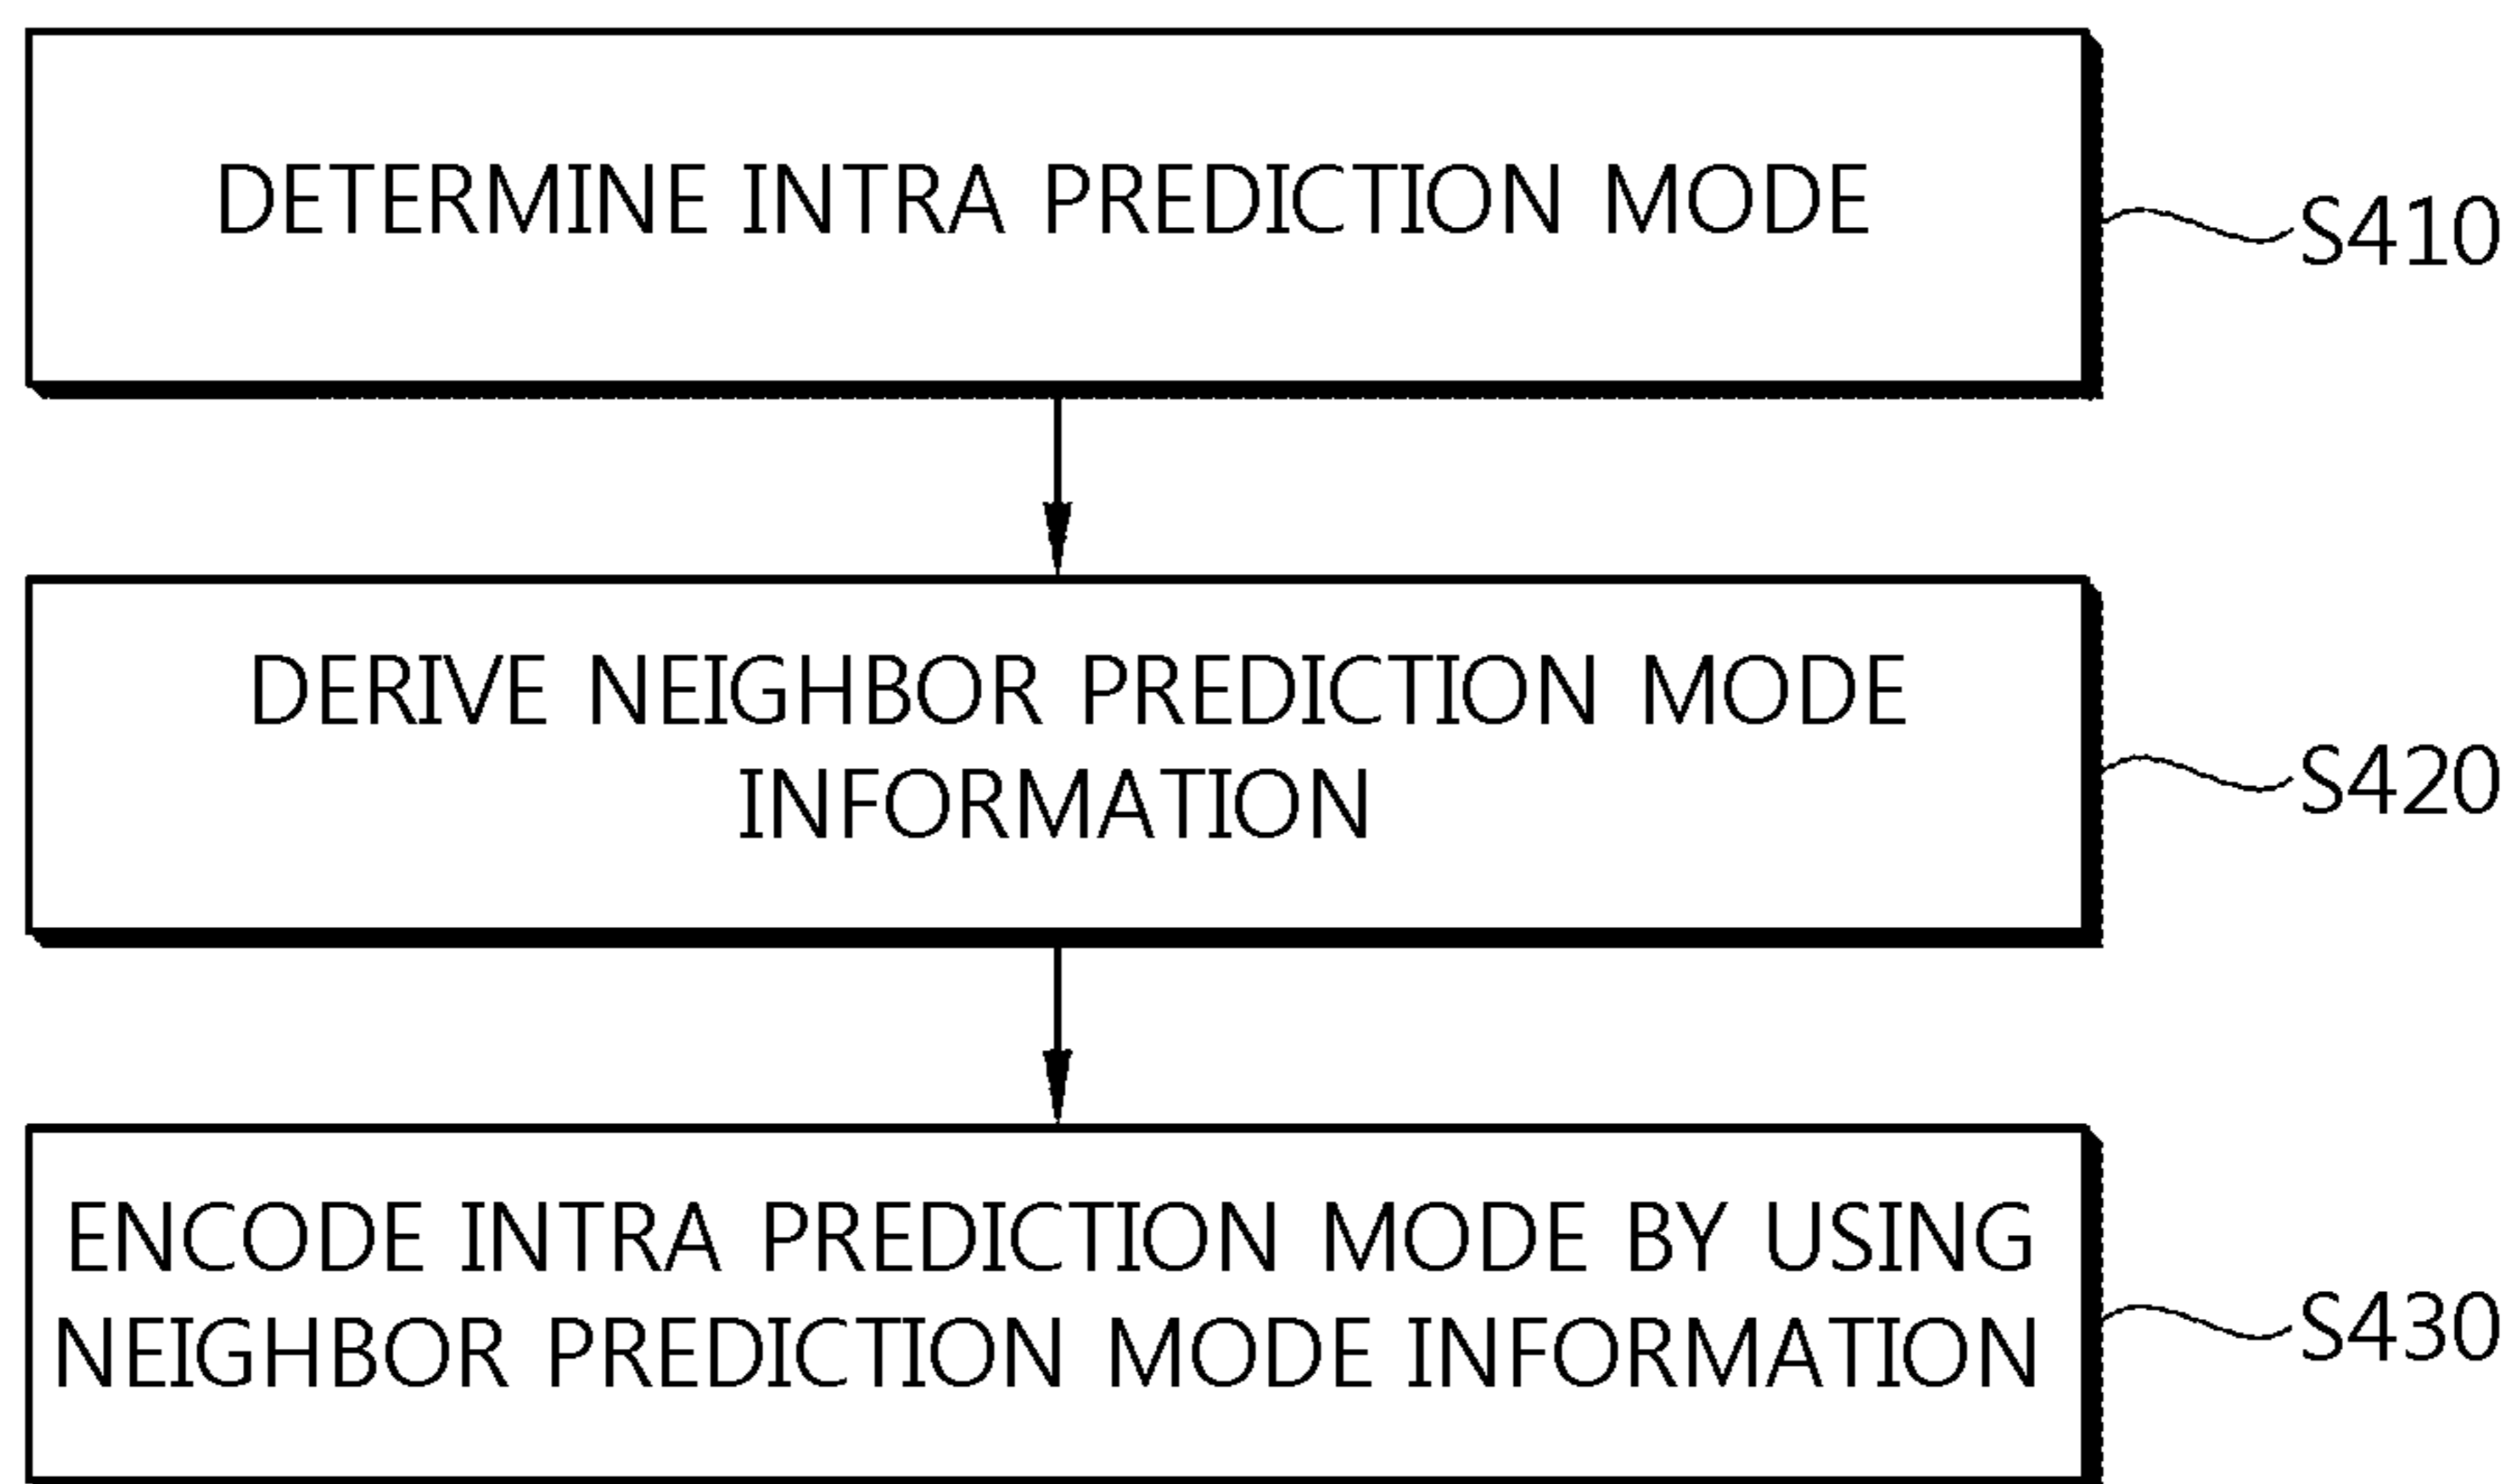 DETERMINE INTRA PREDICTION MODE
S410
DERIVE NEIGHBOR PREDICTION MODE
INFORMATION
S420
ENCODE INTRA PREDICTION MODE BY USING
NEIGHBOR PREDICTION MODE INFORMATION
S430